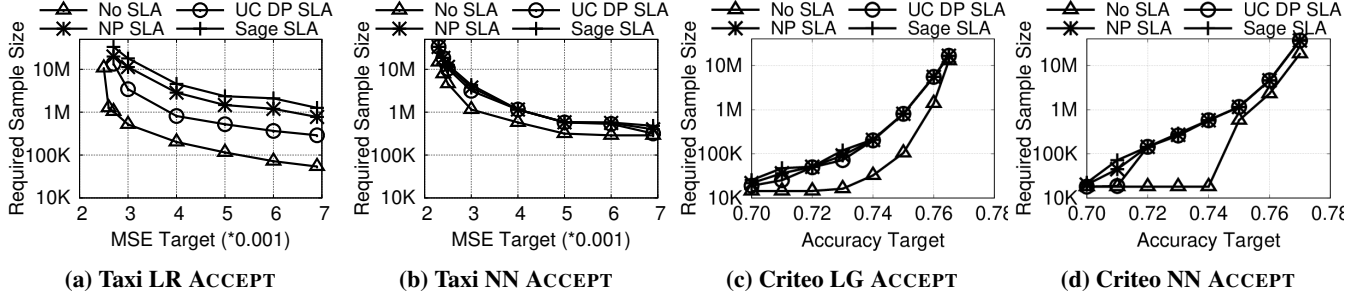 No SLA
UC DP SLA
NP SLA
Sage SLA
Required Sample Size
10M
1M
100K
10K
2 3 4 5 6 7
MSE Target (*0.001)
(a) Taxi LR ACCEPT
No SLA
UC DP SLA
NP SLA
Sage SLA
Required Sample Size
10M
1M
100K
10K
2 3 4 5 6 7
MSE Target (*0.001)
(b) Taxi NN ACCEPT
No SLA
UC DP SLA
NP SLA
Sage SLA
Required Sample Size
10M
1M
100K
10K
0.70 0.72 0.74 0.76 0.78
Accuracy Target
(c) Criteo LG ACCEPT
No SLA
UC DP SLA
NP SLA
Sage SLA
Required Sample Size
10M
1M
100K
10K
0.70 0.72 0.74 0.76 0.78
Accuracy Target
(d) Criteo NN ACCEPT